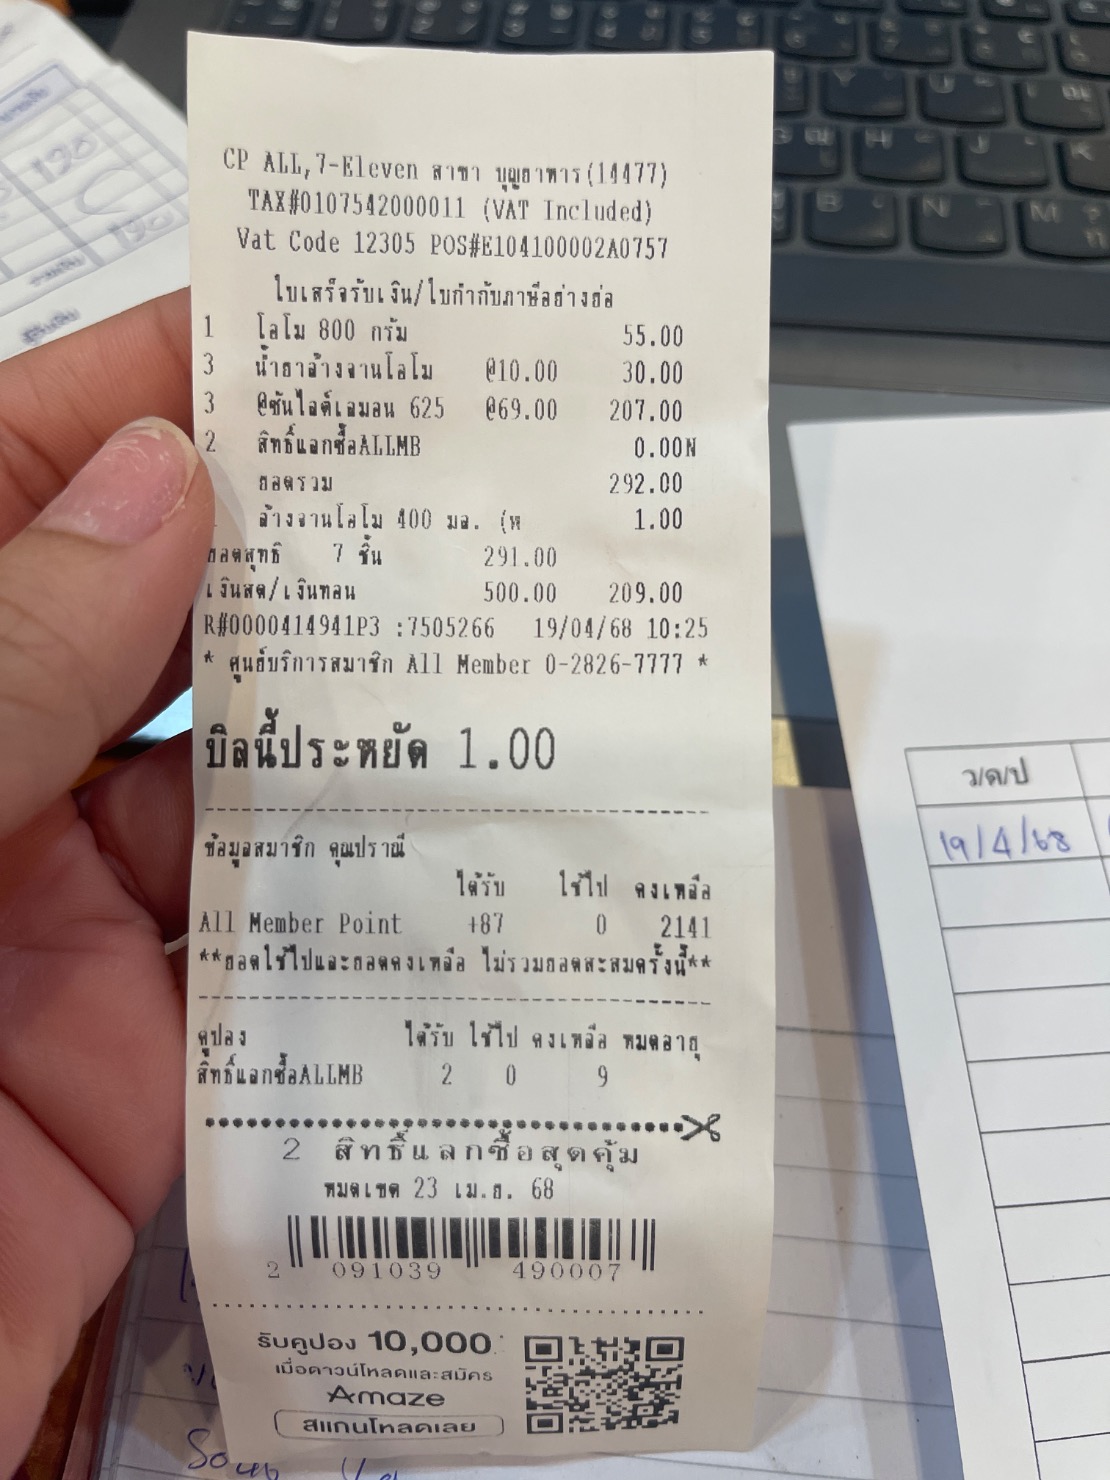 CP ALL,7-Eleven สาขา บุญยาหาร(14477)
TAX#0107542000011 (VAT Included)
Vat Code 12305 POS#E104100002A0757
ใบเสร็จรับเงิน/ใบกำกับภาษีอย่างย่อ
1 โลโม 800 กรัม 55.00
3 น้ำยาล้างจานโลโม @10.00 30.00
3 @ซันไลต์เลมอน 625 @69.00 207.00
2 สิทธิ์แลกซื้อALLMB 0.00N
ยอดรวม 292.00
ล้างจานโลโม 400 มล. (ห 1.00
ยอดสุทธิ 7 ชิ้น 291.00
เงินสด/เงินทอน 500.00 209.00
R#0000414941P3 :7505266 19/04/68 10:25
* ศูนย์บริการสมาชิก All Member 0-2826-7777 *
บิลนี้ประหยัด 1.00
ข้อมูลสมาชิก คุณปราณี
ได้รับ ใช้ไป คงเหลือ
All Member Point +87 0 2141
**ยอดใช้ไปและยอดคงเหลือ ไม่รวมยอดสะสมครั้งนี้**
คูปอง ได้รับ ใช้ไป คงเหลือ หมดอายุ
สิทธิ์แลกซื้อALLMB 2 0 9
2 สิทธิ์แลกซื้อสุดคุ้ม
หมดเขต 23 เม.ย. 68
2 091039 490007
รับคูปอง 10,000
เมื่อดาวน์โหลดและสมัคร
Amaze
สแกนโหลดเลย
ว/ด/ป
19/4/68
190
190
Y U H J B N M